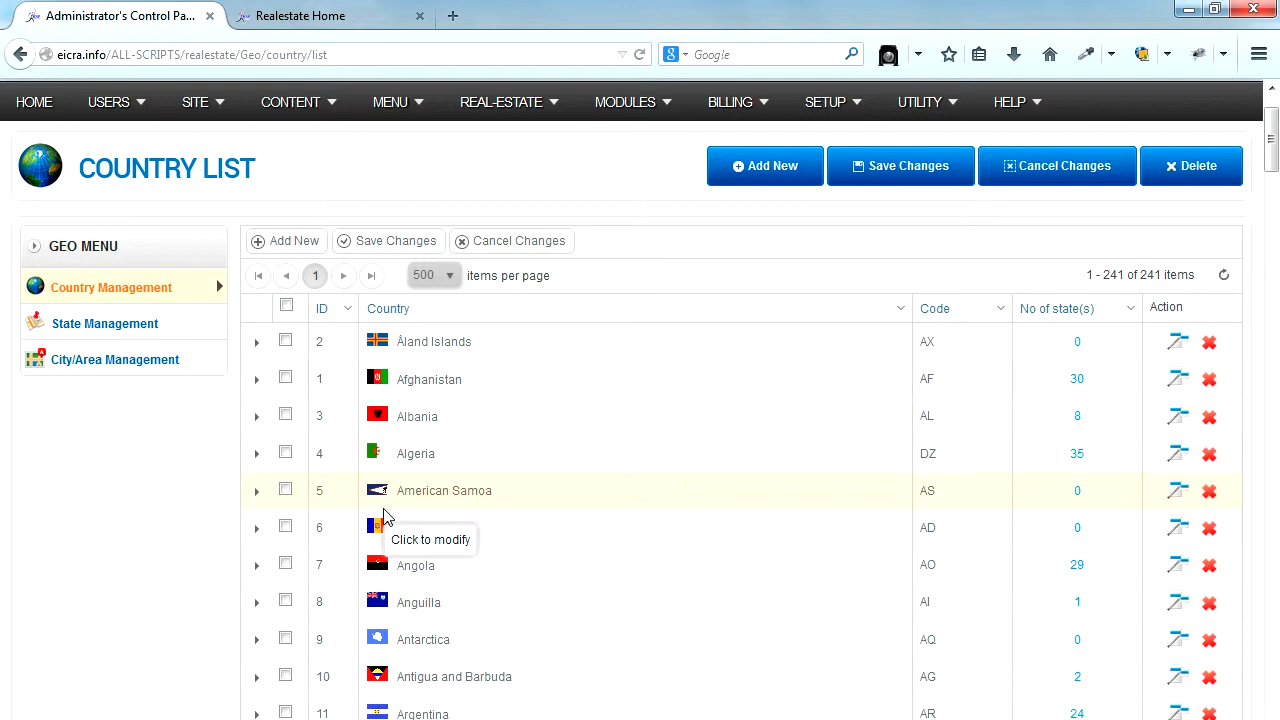 Administrator's Control Pa...
Realestate Home
eicra.info/ALL-SCRIPTS/realestate/Geo/country/list
Google
HOME USERS SITE CONTENT MENU REAL-ESTATE MODULES BILLING SETUP UTILITY HELP
COUNTRY LIST
Add New Save Changes Cancel Changes Delete
GEO MENU
Country Management
State Management
City/Area Management
Add New Save Changes Cancel Changes
1 500 items per page 1 - 241 of 241 items
ID Country Code No of state(s) Action
2 Åland Islands AX 0
1 Afghanistan AF 30
3 Albania AL 8
4 Algeria DZ 35
5 American Samoa AS 0
6 AD 0
Click to modify
7 Angola AO 29
8 Anguilla AI 1
9 Antarctica AQ 0
10 Antigua and Barbuda AG 2
11 Argentina AR 24